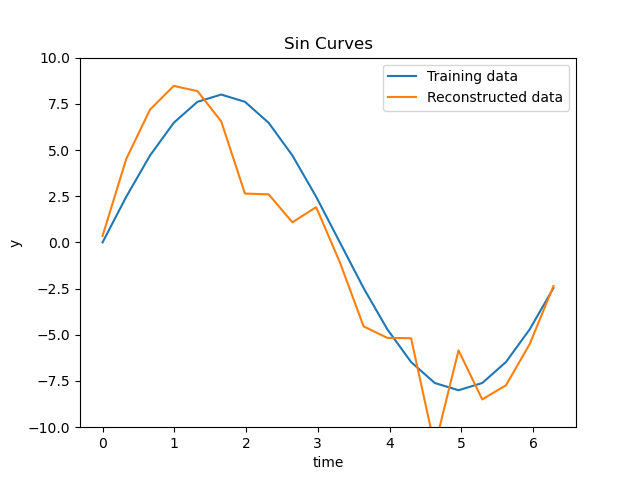 Sin Curves
Training data
Reconstructed data
10.0
7.5
5.0
2.5
0.0
−2.5
−5.0
−7.5
−10.0
y
0 1 2 3 4 5 6
time